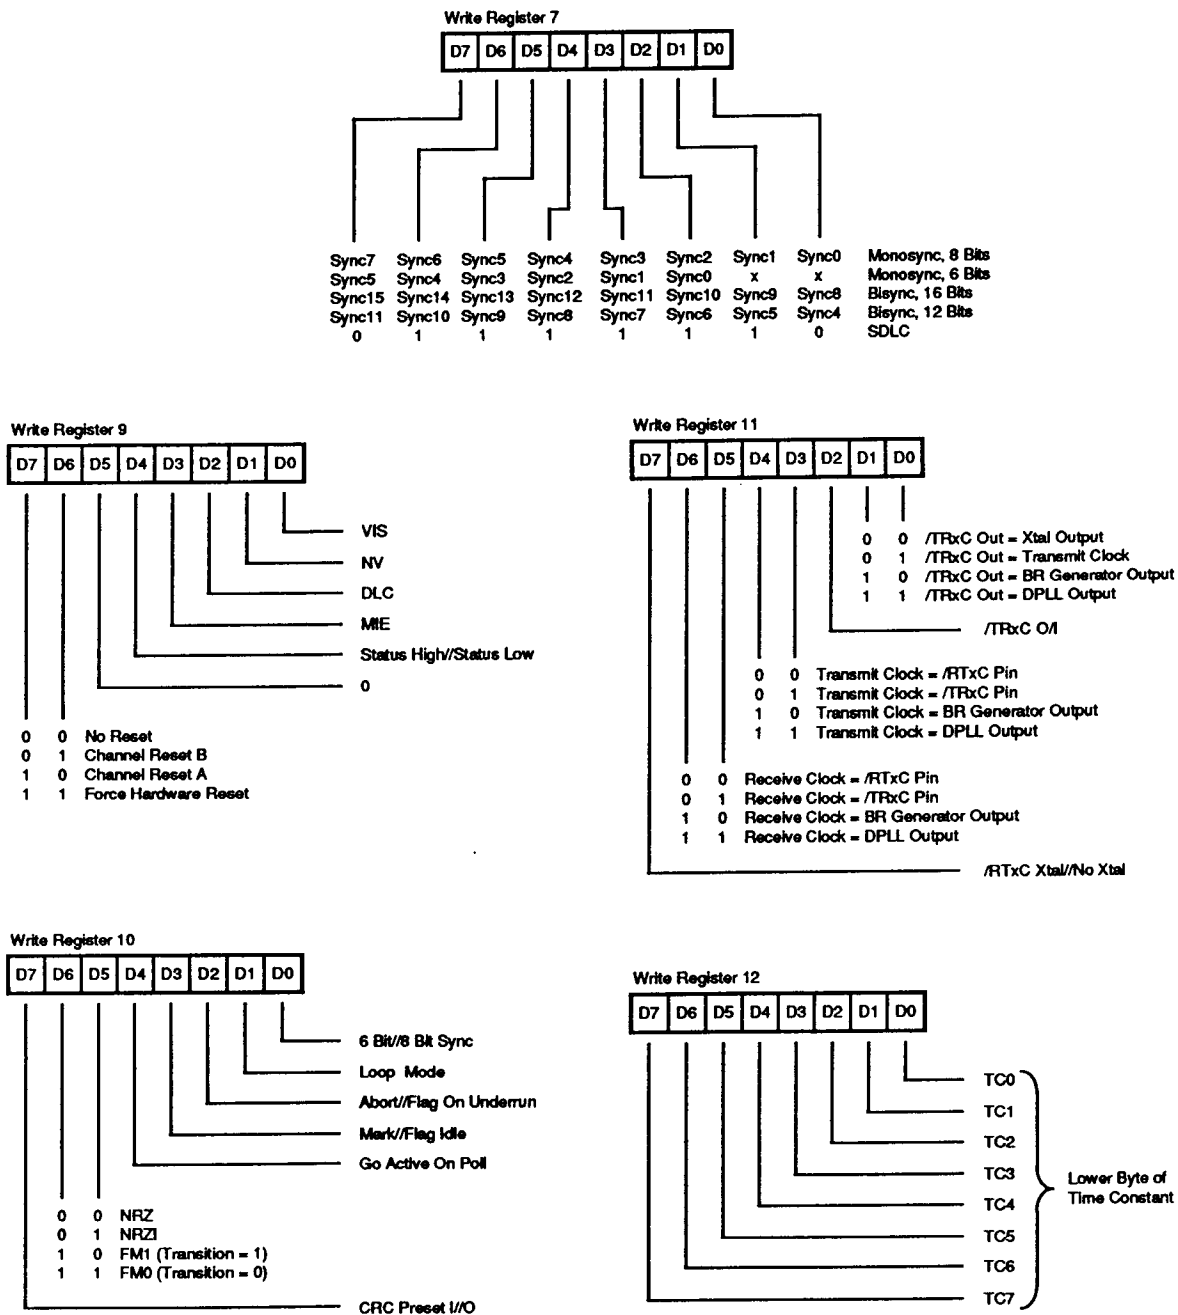 Write Register 7
D7 D6 D5 D4 D3 D2 D1 D0
Sync7 Sync6 Sync5 Sync4 Sync3 Sync2 Sync1 Sync0 Monosync, 8 Bits
Sync5 Sync4 Sync3 Sync2 Sync1 Sync0 x x Monosync, 6 Bits
Sync15 Sync14 Sync13 Sync12 Sync11 Sync10 Sync9 Sync8 Bisync, 16 Bits
Sync11 Sync10 Sync9 Sync8 Sync7 Sync6 Sync5 Sync4 Bisync, 12 Bits
0 1 1 1 1 1 1 0 SDLC
Write Register 9
D7 D6 D5 D4 D3 D2 D1 D0
VIS
NV
DLC
MIE
Status High//Status Low
0
0 0 No Reset
0 1 Channel Reset B
1 0 Channel Reset A
1 1 Force Hardware Reset
Write Register 11
D7 D6 D5 D4 D3 D2 D1 D0
0 0 /TRxC Out = Xtal Output
0 1 /TRxC Out = Transmit Clock
1 0 /TRxC Out = BR Generator Output
1 1 /TRxC Out = DPLL Output
/TRxC O/I
0 0 Transmit Clock = /RTxC Pin
0 1 Transmit Clock = /TRxC Pin
1 0 Transmit Clock = BR Generator Output
1 1 Transmit Clock = DPLL Output
0 0 Receive Clock = /RTxC Pin
0 1 Receive Clock = /TRxC Pin
1 0 Receive Clock = BR Generator Output
1 1 Receive Clock = DPLL Output
/RTxC Xtal//No Xtal
Write Register 10
D7 D6 D5 D4 D3 D2 D1 D0
6 Bit//8 Bit Sync
Loop Mode
Abort//Flag On Underrun
Mark//Flag Idle
Go Active On Poll
0 0 NRZ
0 1 NRZI
1 0 FM1 (Transition = 1)
1 1 FM0 (Transition = 0)
CRC Preset I//O
Write Register 12
D7 D6 D5 D4 D3 D2 D1 D0
TC0
TC1
TC2
TC3
TC4
TC5
TC6
TC7
Lower Byte of
Time Constant